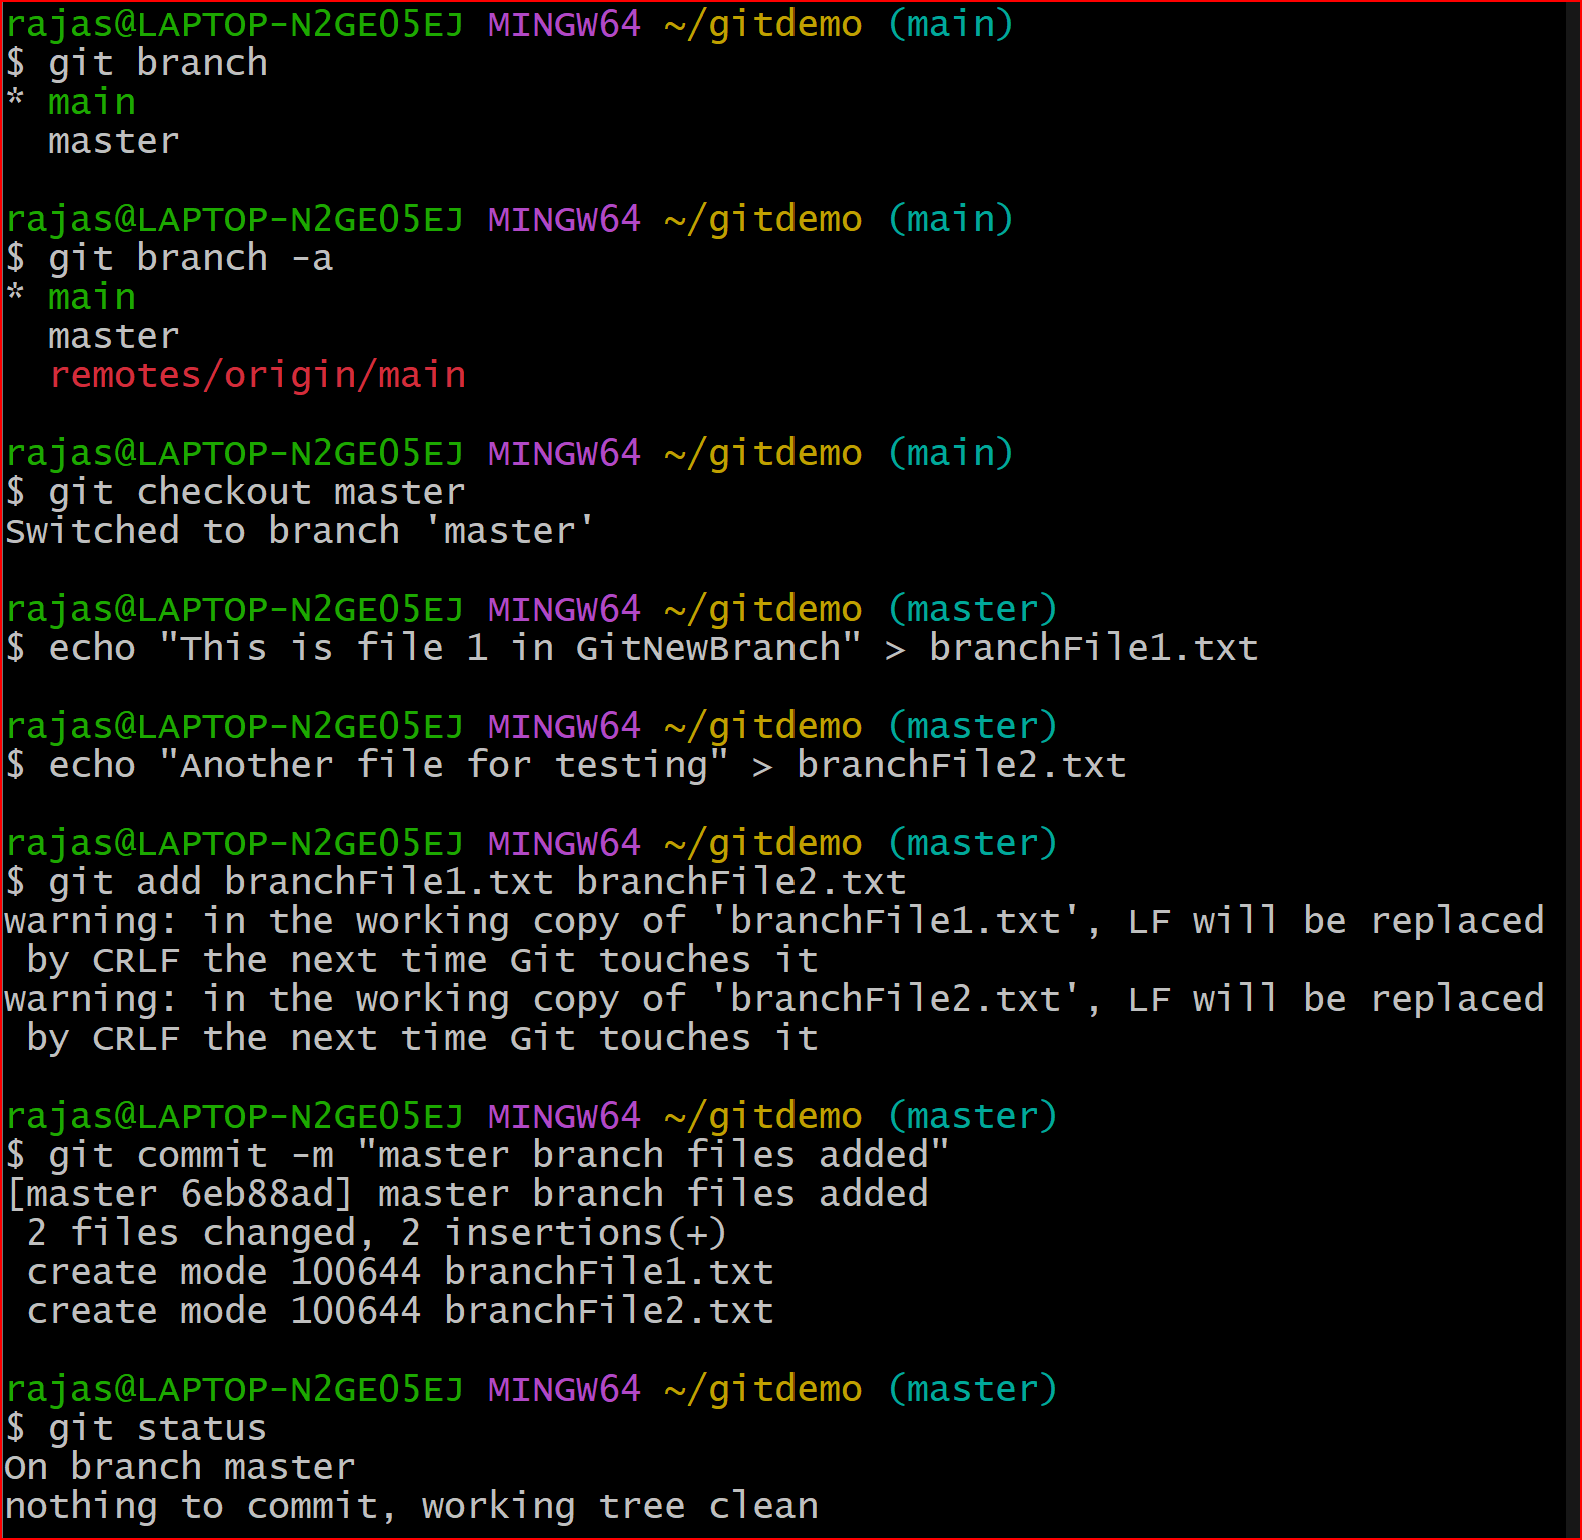 rajas@LAPTOP-N2GEO5EJ MINGW64 ~/gitdemo (main)
$ git branch
* main
  master
rajas@LAPTOP-N2GEO5EJ MINGW64 ~/gitdemo (main)
$ git branch -a
* main
  master
  remotes/origin/main
rajas@LAPTOP-N2GEO5EJ MINGW64 ~/gitdemo (main)
$ git checkout master
Switched to branch 'master'
rajas@LAPTOP-N2GEO5EJ MINGW64 ~/gitdemo (master)
$ echo "This is file 1 in GitNewBranch" > branchFile1.txt
rajas@LAPTOP-N2GEO5EJ MINGW64 ~/gitdemo (master)
$ echo "Another file for testing" > branchFile2.txt
rajas@LAPTOP-N2GEO5EJ MINGW64 ~/gitdemo (master)
$ git add branchFile1.txt branchFile2.txt
warning: in the working copy of 'branchFile1.txt', LF will be replaced
 by CRLF the next time Git touches it
warning: in the working copy of 'branchFile2.txt', LF will be replaced
 by CRLF the next time Git touches it
rajas@LAPTOP-N2GEO5EJ MINGW64 ~/gitdemo (master)
$ git commit -m "master branch files added"
[master 6eb88ad] master branch files added
 2 files changed, 2 insertions(+)
 create mode 100644 branchFile1.txt
 create mode 100644 branchFile2.txt
rajas@LAPTOP-N2GEO5EJ MINGW64 ~/gitdemo (master)
$ git status
On branch master
nothing to commit, working tree clean